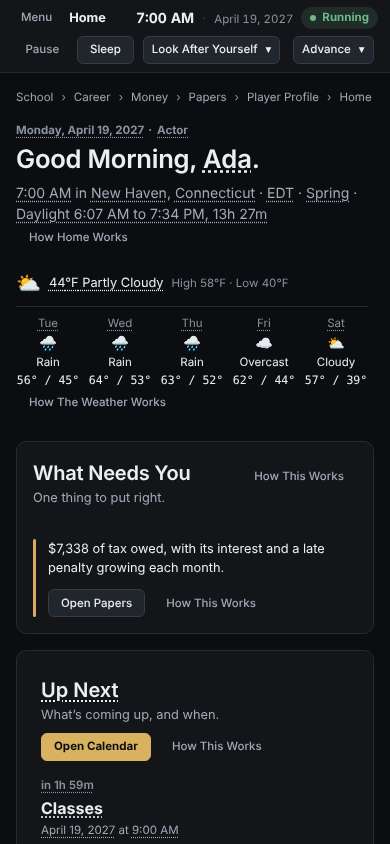 Menu Home 7:00 AM · April 19, 2027 Running
Pause Sleep Look After Yourself ▾ Advance ▾
School › Career › Money › Papers › Player Profile › Home
Monday, April 19, 2027 · Actor
Good Morning, Ada.
7:00 AM in New Haven, Connecticut · EDT · Spring ·
Daylight 6:07 AM to 7:34 PM, 13h 27m
How Home Works
44°F Partly Cloudy High 58°F · Low 40°F
Tue Wed Thu Fri Sat
Rain Rain Rain Overcast Cloudy
56° / 45° 64° / 53° 63° / 52° 62° / 44° 57° / 39°
How The Weather Works
What Needs You How This Works
One thing to put right.
$7,338 of tax owed, with its interest and a late
penalty growing each month.
Open Papers How This Works
Up Next
What's coming up, and when.
Open Calendar How This Works
in 1h 59m
Classes
April 19, 2027 at 9:00 AM